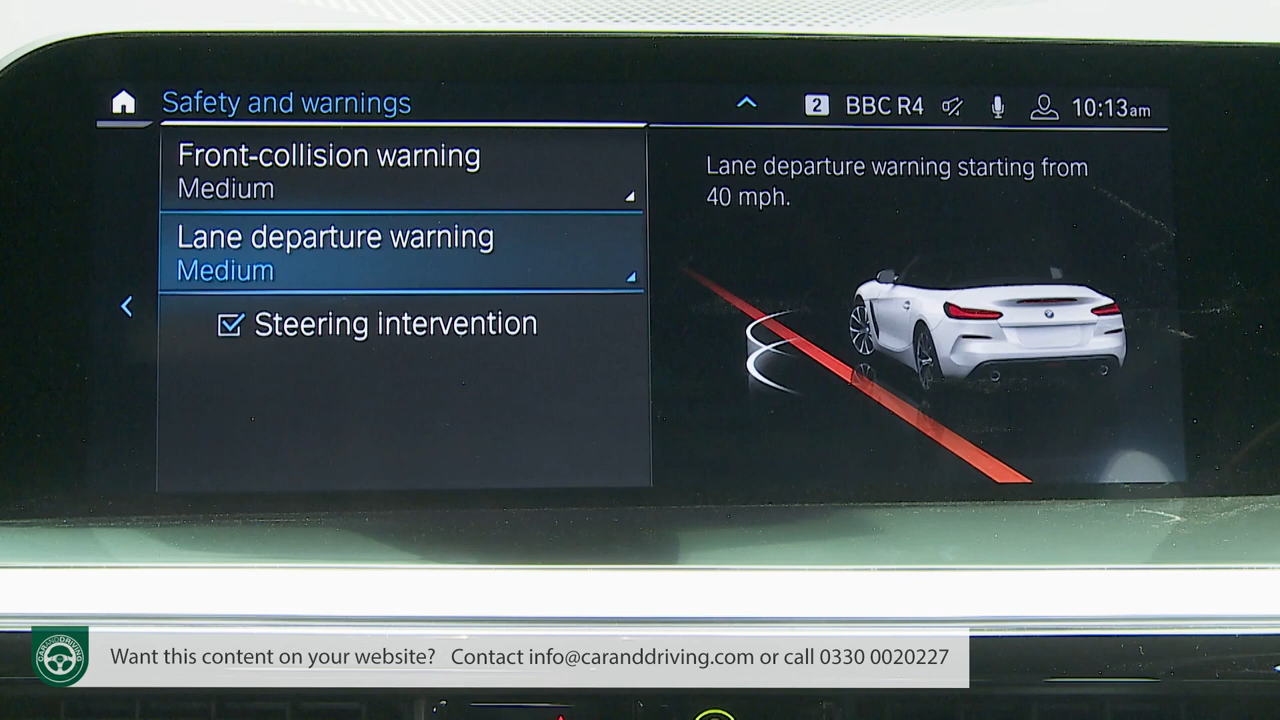 Safety and warnings
2 BBC R4 10:13am
Front-collision warning
Medium
Lane departure warning
Medium
Steering intervention
Lane departure warning starting from
40 mph.
CARANDDRIVING
Want this content on your website? Contact info@caranddriving.com or call 0330 0020227